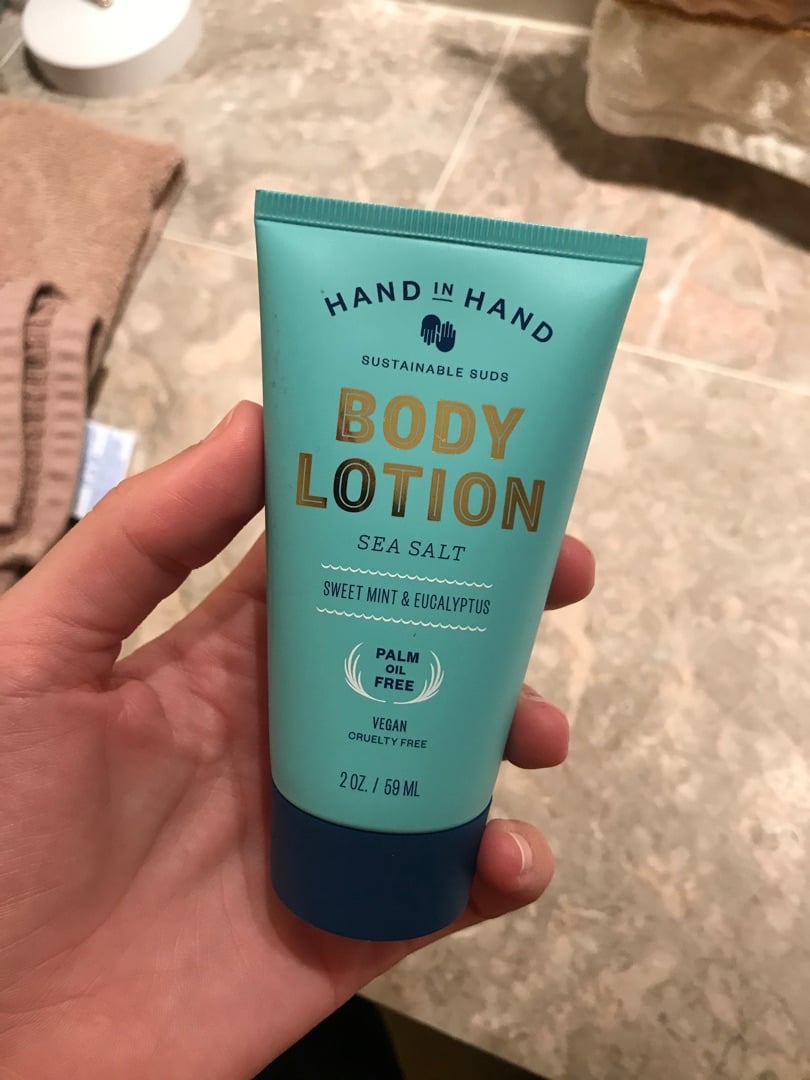 HAND IN HAND
SUSTAINABLE SUDS
BODY
LOTION
SEA SALT
SWEET MINT & EUCALYPTUS
PALM
OIL
FREE
VEGAN
CRUELTY FREE
2 OZ. / 59 ML